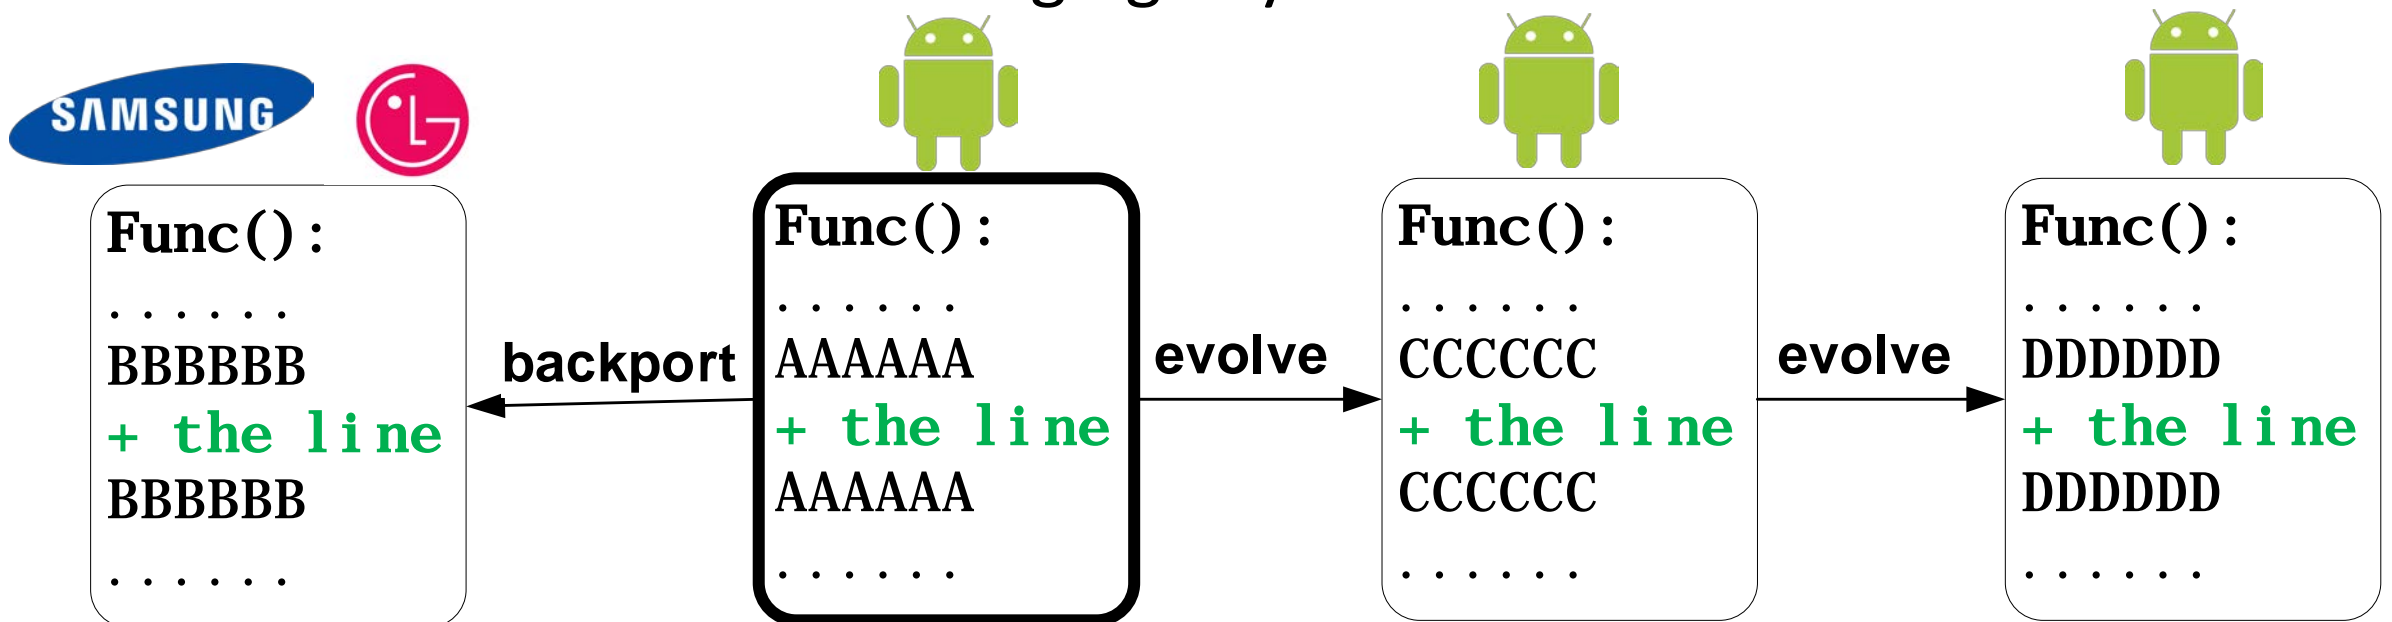 SAMSUNG
LG
Func():
......
BBBBBB
+ the line
BBBBBB
......
backport
Func():
......
AAAAAA
+ the line
AAAAAA
......
evolve
Func():
......
CCCCCC
+ the line
CCCCCC
......
evolve
Func():
......
DDDDDD
+ the line
DDDDDD
......